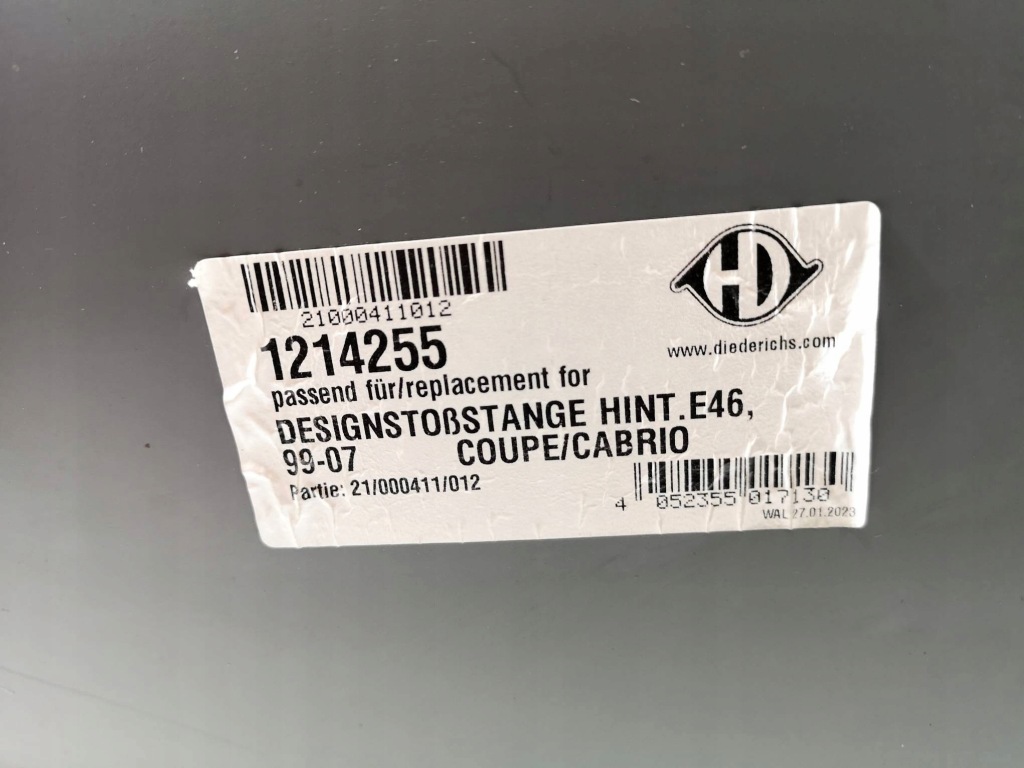 21000411012
HD
1214255
www.diederichs.com
passend für/replacement for
DESIGNSTOßSTANGE HINT.E46,
99-07 COUPE/CABRIO
Partie: 21/000411/012
4 052355 017130
WAL 27.01.2023